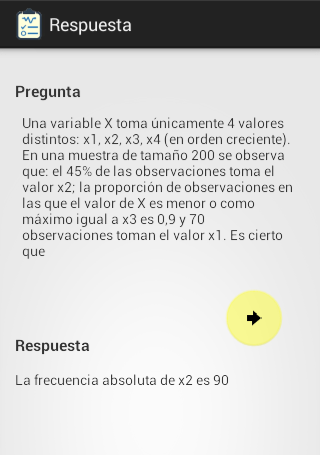 Respuesta
Pregunta
Una variable X toma únicamente 4 valores
distintos: x1, x2, x3, x4 (en orden creciente).
En una muestra de tamaño 200 se observa
que: el 45% de las observaciones toma el
valor x2; la proporción de observaciones en
las que el valor de X es menor o como
máximo igual a x3 es 0,9 y 70
observaciones toman el valor x1. Es cierto
que
Respuesta
La frecuencia absoluta de x2 es 90